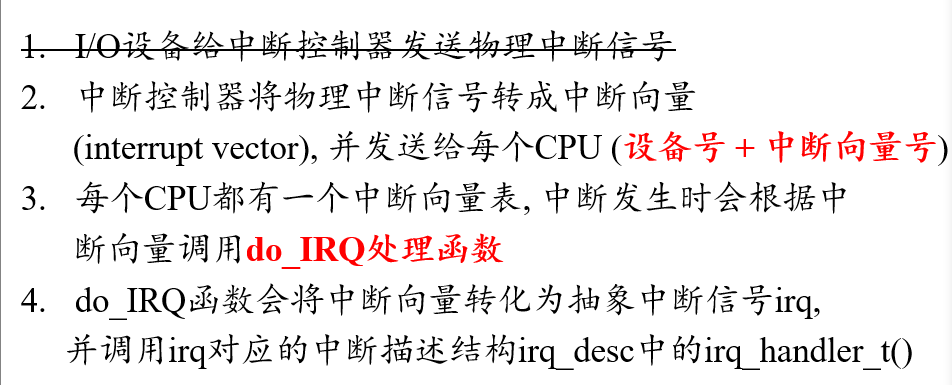 1. I/O设备给中断控制器发送物理中断信号
2. 中断控制器将物理中断信号转成中断向量
(interrupt vector), 并发送给每个CPU (设备号 + 中断向量号)
3. 每个CPU都有一个中断向量表, 中断发生时会根据中
断向量调用do_IRQ处理函数
4. do_IRQ函数会将中断向量转化为抽象中断信号irq,
并调用irq对应的中断描述结构irq_desc中的irq_handler_t()